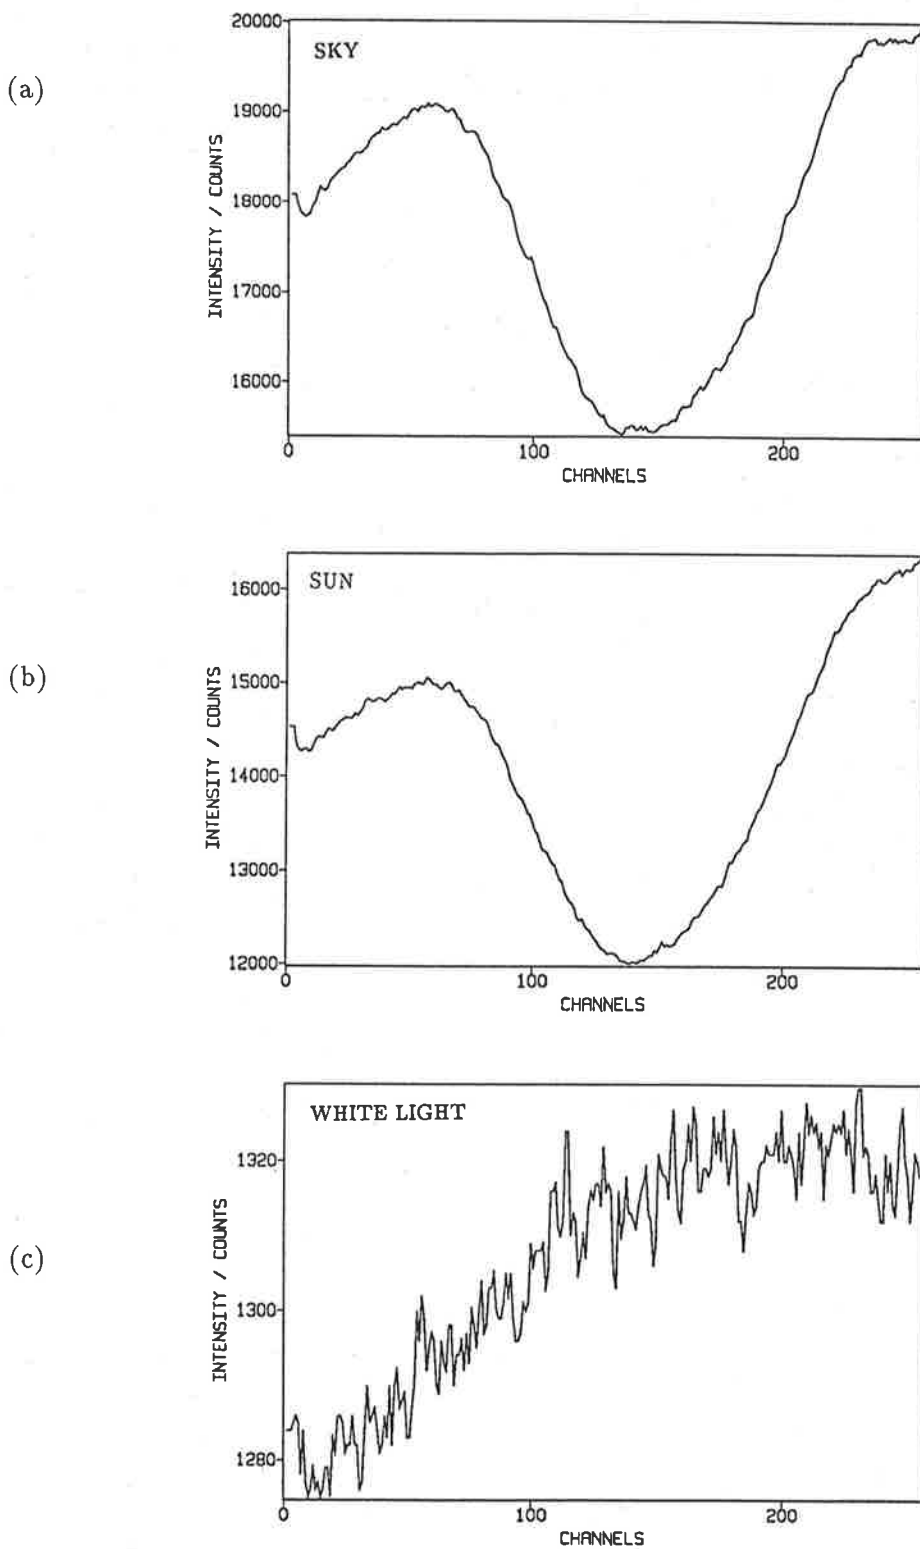 (a)
SKY
INTENSITY / COUNTS
20000
19000
18000
17000
16000
0
100
200
CHANNELS
(b)
SUN
INTENSITY / COUNTS
16000
15000
14000
13000
12000
0
100
200
CHANNELS
(c)
WHITE LIGHT
INTENSITY / COUNTS
1320
1300
1280
0
100
200
CHANNELS